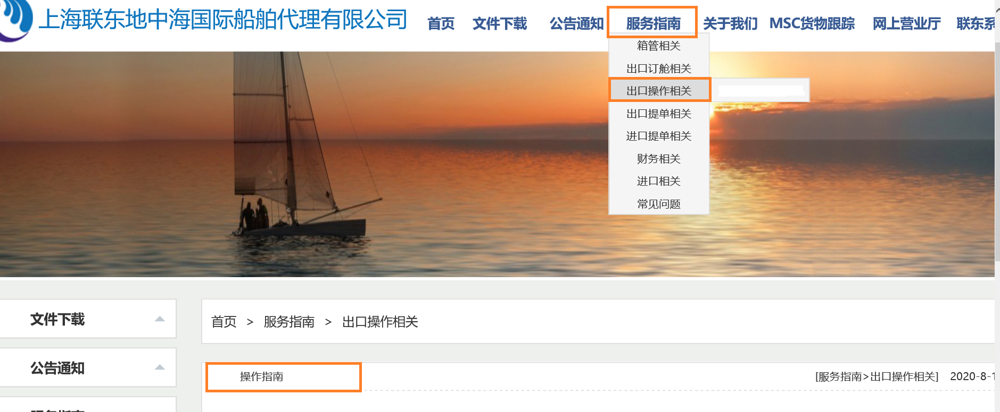 上海联东地中海国际船舶代理有限公司
首页 文件下载 公告通知 服务指南 关于我们 MSC货物跟踪 网上营业厅 联东系
箱管相关
出口订舱相关
出口操作相关
出口提单相关
进口提单相关
财务相关
进口相关
常见问题
文件下载
首页 > 服务指南 > 出口操作相关
公告通知
操作指南 [服务指南>出口操作相关] 2020-8-1